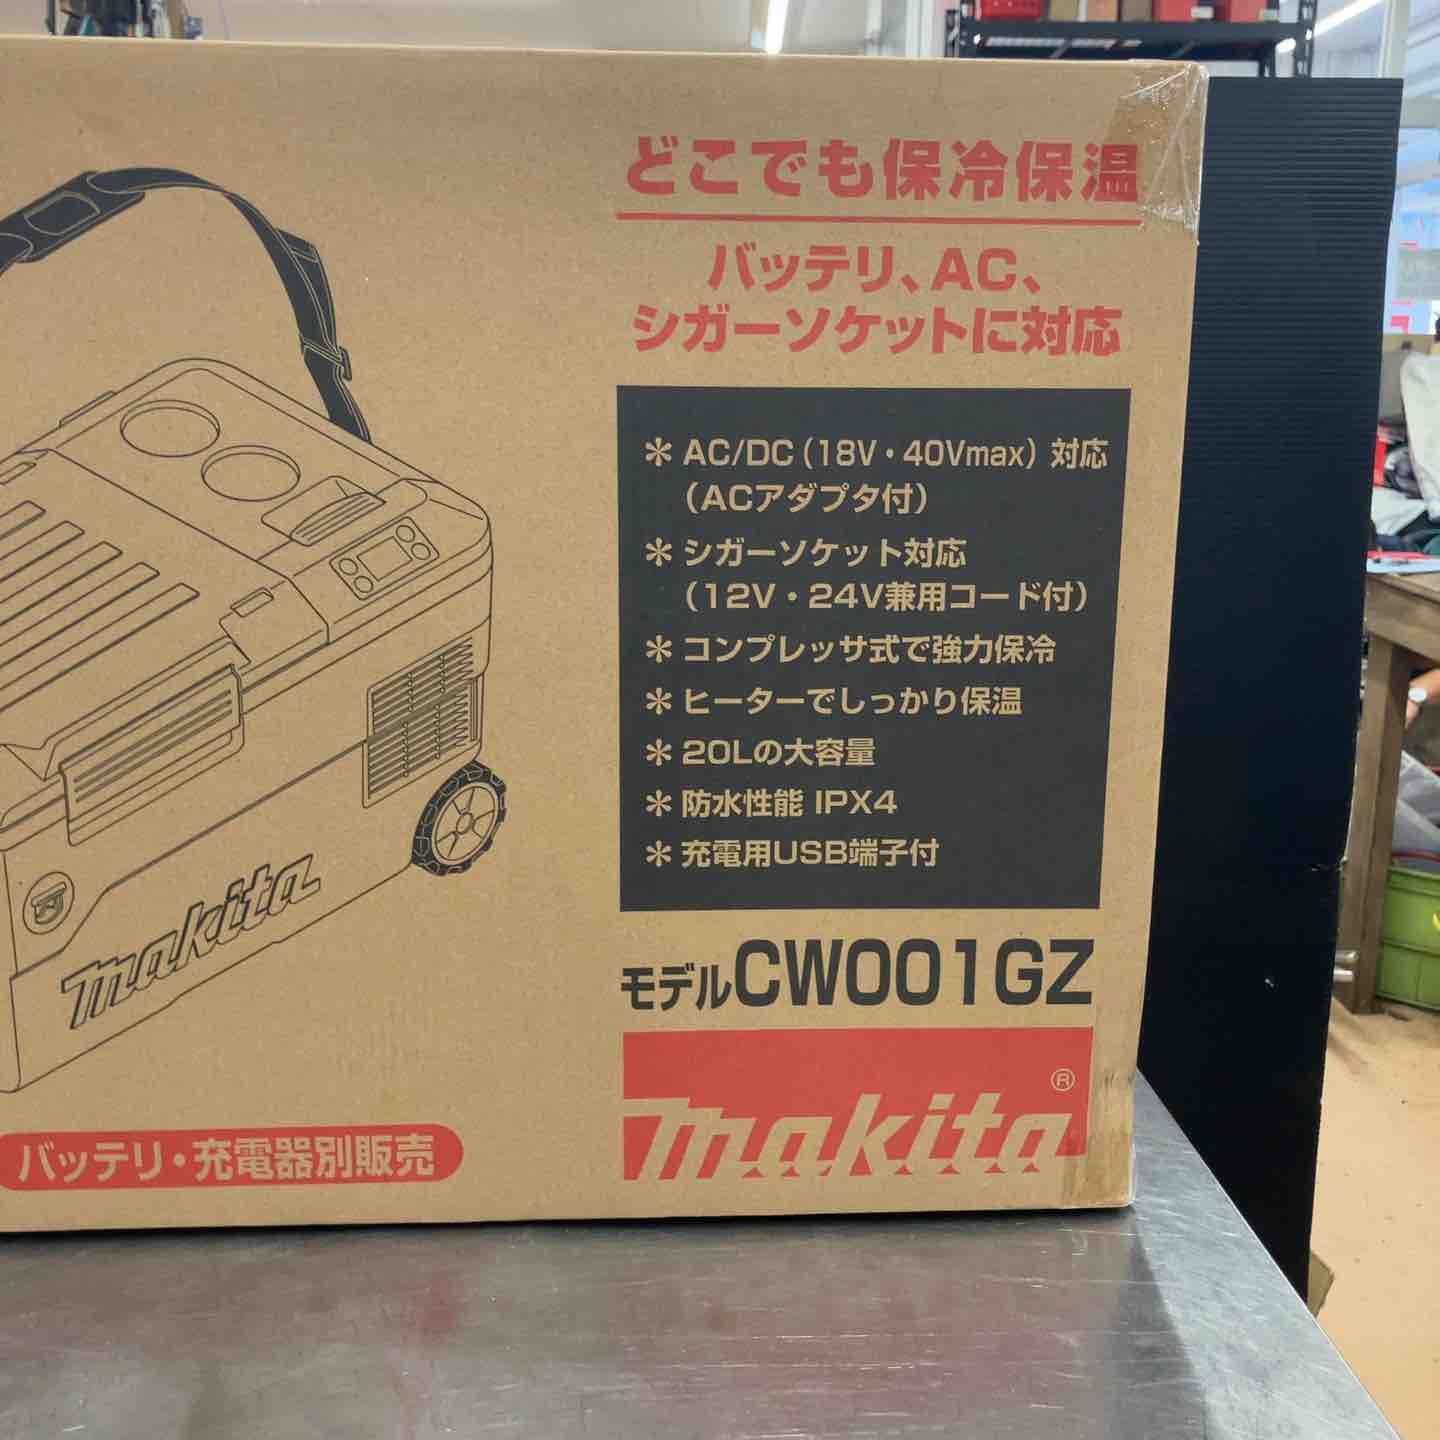 どこでも保冷保温
バッテリ、AC、
シガーソケットに対応
＊ AC/DC（18V・40Vmax）対応
（ACアダプタ付）
＊ シガーソケット対応
（12V・24V兼用コード付）
＊ コンプレッサ式で強力保冷
＊ ヒーターでしっかり保温
＊ 20Lの大容量
＊ 防水性能 IPX4
＊ 充電用USB端子付
モデルCW001GZ
makita®
makita
バッテリ・充電器別販売